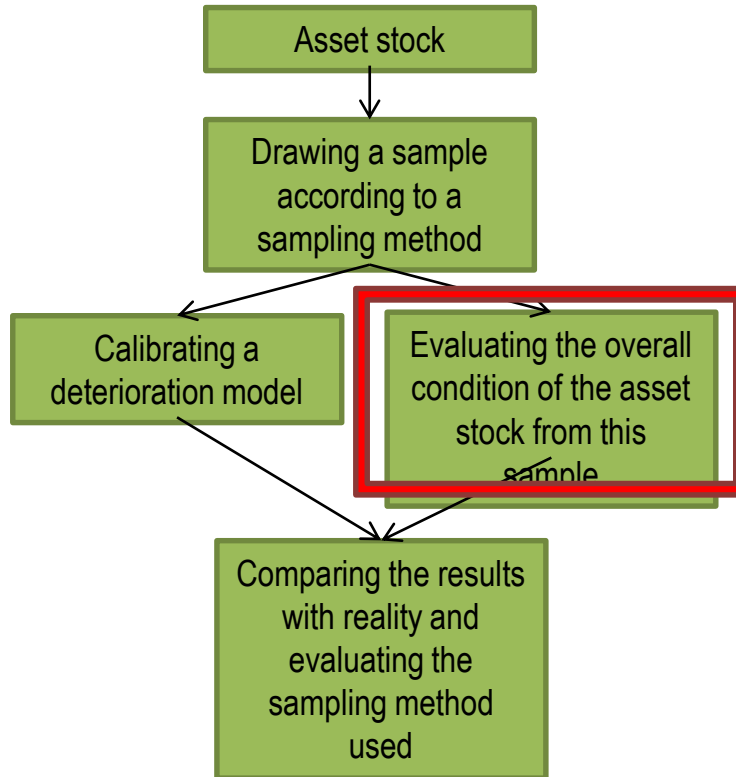 Asset stock
Drawing a sample
according to a
sampling method
Calibrating a
deterioration model
Evaluating the overall
condition of the asset
stock from this
sample
Comparing the results
with reality and
evaluating the
sampling method
used